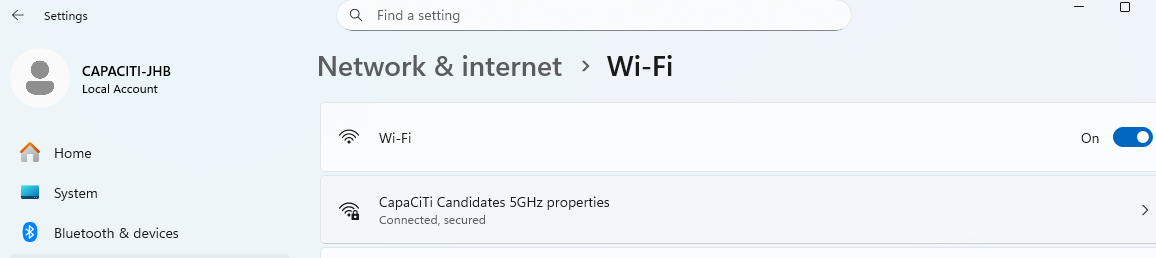 Settings
Find a setting
CAPACITI-JHB
Local Account
Home
System
Bluetooth & devices
Network & internet > Wi-Fi
Wi-Fi
On
CapaCiTi Candidates 5GHz properties
Connected, secured